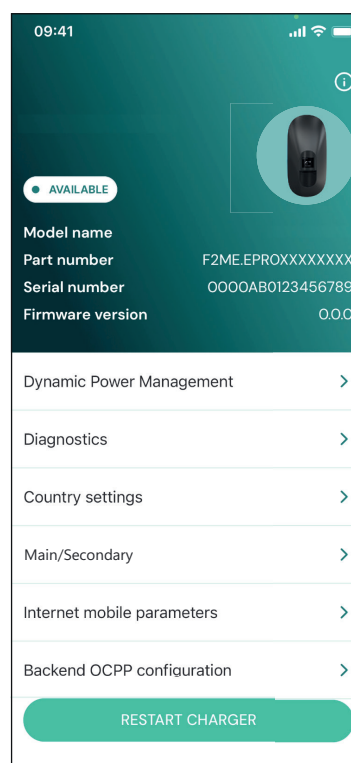 09:41
AVAILABLE
Model name
Part number F2ME.EPROXXXXXXXX
Serial number 0000AB0123456789
Firmware version 0.0.0
Dynamic Power Management
Diagnostics
Country settings
Main/Secondary
Internet mobile parameters
Backend OCPP configuration
RESTART CHARGER